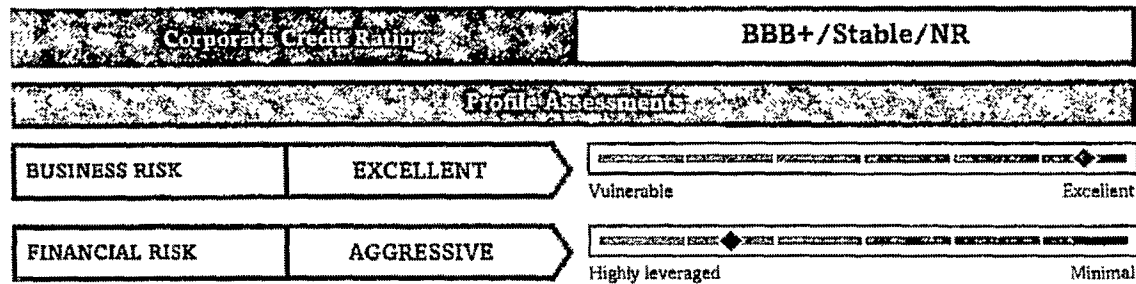 Corporate Credit Rating
BBB+/Stable/NR
Profile Assessments
BUSINESS RISK
EXCELLENT
Vulnerable
Excellent
FINANCIAL RISK
AGGRESSIVE
Highly leveraged
Minimal